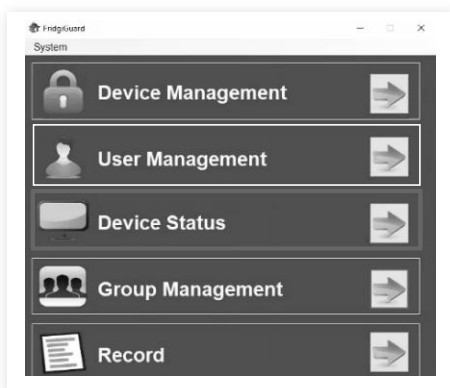 FridgiGuard
System
Device Management
User Management
Device Status
Group Management
Record